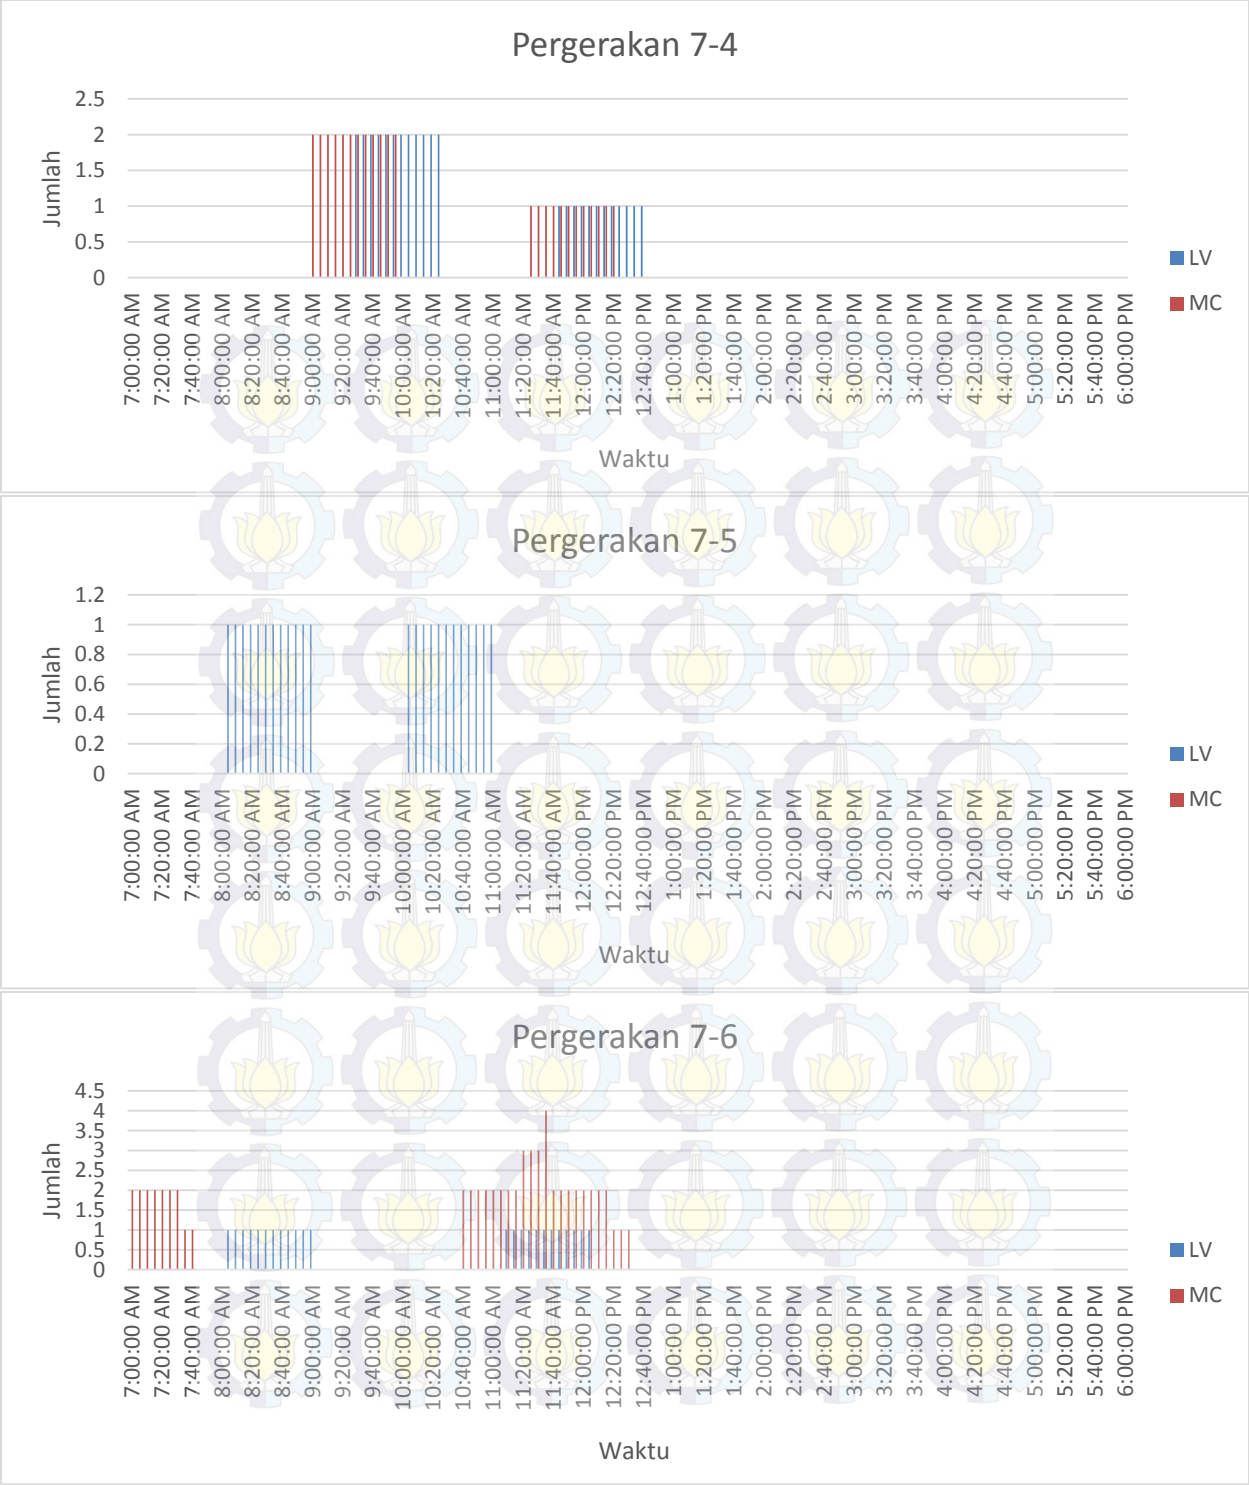 Pergerakan 7-4
2.5
2
1.5
1
0.5
0
Jumlah
7:00:00 AM
7:20:00 AM
7:40:00 AM
8:00:00 AM
8:20:00 AM
8:40:00 AM
9:00:00 AM
9:20:00 AM
9:40:00 AM
10:00:00 AM
10:20:00 AM
10:40:00 AM
11:00:00 AM
11:20:00 AM
11:40:00 AM
12:00:00 PM
12:20:00 PM
12:40:00 PM
1:00:00 PM
1:20:00 PM
1:40:00 PM
2:00:00 PM
2:20:00 PM
2:40:00 PM
3:00:00 PM
3:20:00 PM
3:40:00 PM
4:00:00 PM
4:20:00 PM
4:40:00 PM
5:00:00 PM
5:20:00 PM
5:40:00 PM
6:00:00 PM
Waktu
LV
MC
Pergerakan 7-5
1.2
1
0.8
0.6
0.4
0.2
0
Jumlah
7:00:00 AM
7:20:00 AM
7:40:00 AM
8:00:00 AM
8:20:00 AM
8:40:00 AM
9:00:00 AM
9:20:00 AM
9:40:00 AM
10:00:00 AM
10:20:00 AM
10:40:00 AM
11:00:00 AM
11:20:00 AM
11:40:00 AM
12:00:00 PM
12:20:00 PM
12:40:00 PM
1:00:00 PM
1:20:00 PM
1:40:00 PM
2:00:00 PM
2:20:00 PM
2:40:00 PM
3:00:00 PM
3:20:00 PM
3:40:00 PM
4:00:00 PM
4:20:00 PM
4:40:00 PM
5:00:00 PM
5:20:00 PM
5:40:00 PM
6:00:00 PM
Waktu
LV
MC
Pergerakan 7-6
4.5
4
3.5
3
2.5
2
1.5
1
0.5
0
Jumlah
7:00:00 AM
7:20:00 AM
7:40:00 AM
8:00:00 AM
8:20:00 AM
8:40:00 AM
9:00:00 AM
9:20:00 AM
9:40:00 AM
10:00:00 AM
10:20:00 AM
10:40:00 AM
11:00:00 AM
11:20:00 AM
11:40:00 AM
12:00:00 PM
12:20:00 PM
12:40:00 PM
1:00:00 PM
1:20:00 PM
1:40:00 PM
2:00:00 PM
2:20:00 PM
2:40:00 PM
3:00:00 PM
3:20:00 PM
3:40:00 PM
4:00:00 PM
4:20:00 PM
4:40:00 PM
5:00:00 PM
5:20:00 PM
5:40:00 PM
6:00:00 PM
Waktu
LV
MC